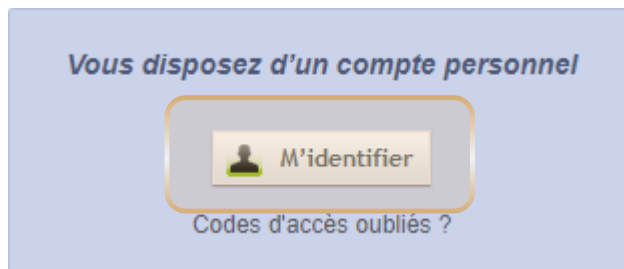 Vous disposez d’un compte personnel
M’identifier
Codes d'accès oubliés ?